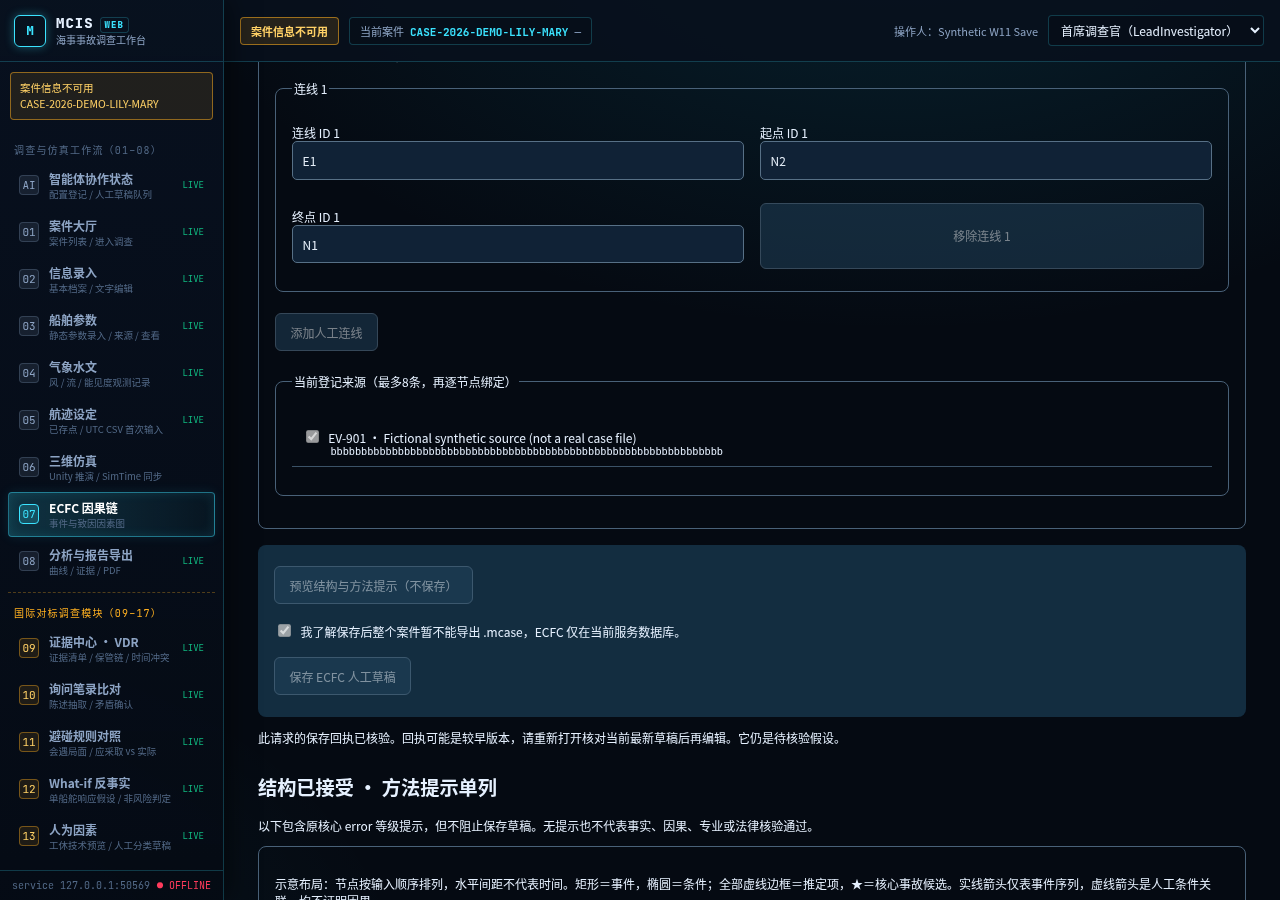 M
MCIS WEB
海事事故调查工作台
案件信息不可用
当前案件 CASE-2026-DEMO-LILY-MARY —
操作人：Synthetic W11 Save
首席调查官（LeadInvestigator）
案件信息不可用
CASE-2026-DEMO-LILY-MARY
调查与仿真工作流（01–08）
AI 智能体协作状态 LIVE
配置登记 / 人工草稿队列
01 案件大厅 LIVE
案件列表 / 进入调查
02 信息录入 LIVE
基本档案 / 文字编辑
03 船舶参数 LIVE
静态参数录入 / 来源 / 查看
04 气象水文 LIVE
风 / 流 / 能见度观测记录
05 航迹设定 LIVE
已存点 / UTC CSV 首次输入
06 三维仿真
Unity 推演 / SimTime 同步
07 ECFC 因果链
事件与致因因素图
08 分析与报告导出 LIVE
曲线 / 证据 / PDF
国际对标调查模块（09–17）
09 证据中心 · VDR LIVE
证据清单 / 保管链 / 时间冲突
10 询问笔录比对 LIVE
陈述抽取 / 矛盾确认
11 避碰规则对照 LIVE
会遇局面 / 应采取 vs 实际
12 What-if 反事实 LIVE
单船舵响应假设 / 非风险判定
13 人为因素 LIVE
工休技术预览 / 人工分类草稿
service 127.0.0.1:50569 OFFLINE
连线 1
连线 ID 1
E1
起点 ID 1
N2
终点 ID 1
N1
移除连线 1
添加人工连线
当前登记来源（最多8条，再逐节点绑定）
EV-901 · Fictional synthetic source (not a real case file)
bbbbbbbbbbbbbbbbbbbbbbbbbbbbbbbbbbbbbbbbbbbbbbbbbbbbbbbbbbbbbbbb
预览结构与方法提示（不保存）
我了解保存后整个案件暂不能导出 .mcase，ECFC 仅在当前服务数据库。
保存 ECFC 人工草稿
此请求的保存回执已核验。回执可能是较早版本，请重新打开核对当前最新草稿后再编辑。它仍是待核验假设。
结构已接受 · 方法提示单列
以下包含原核心 error 等级提示，但不阻止保存草稿。无提示也不代表事实、因果、专业或法律核验通过。
示意布局：节点按输入顺序排列，水平间距不代表时间。矩形＝事件，椭圆＝条件；全部虚线边框＝推定项，★＝核心事故候选。实线箭头仅表事件序列，虚线箭头是人工条件关
联，均不证明因果。